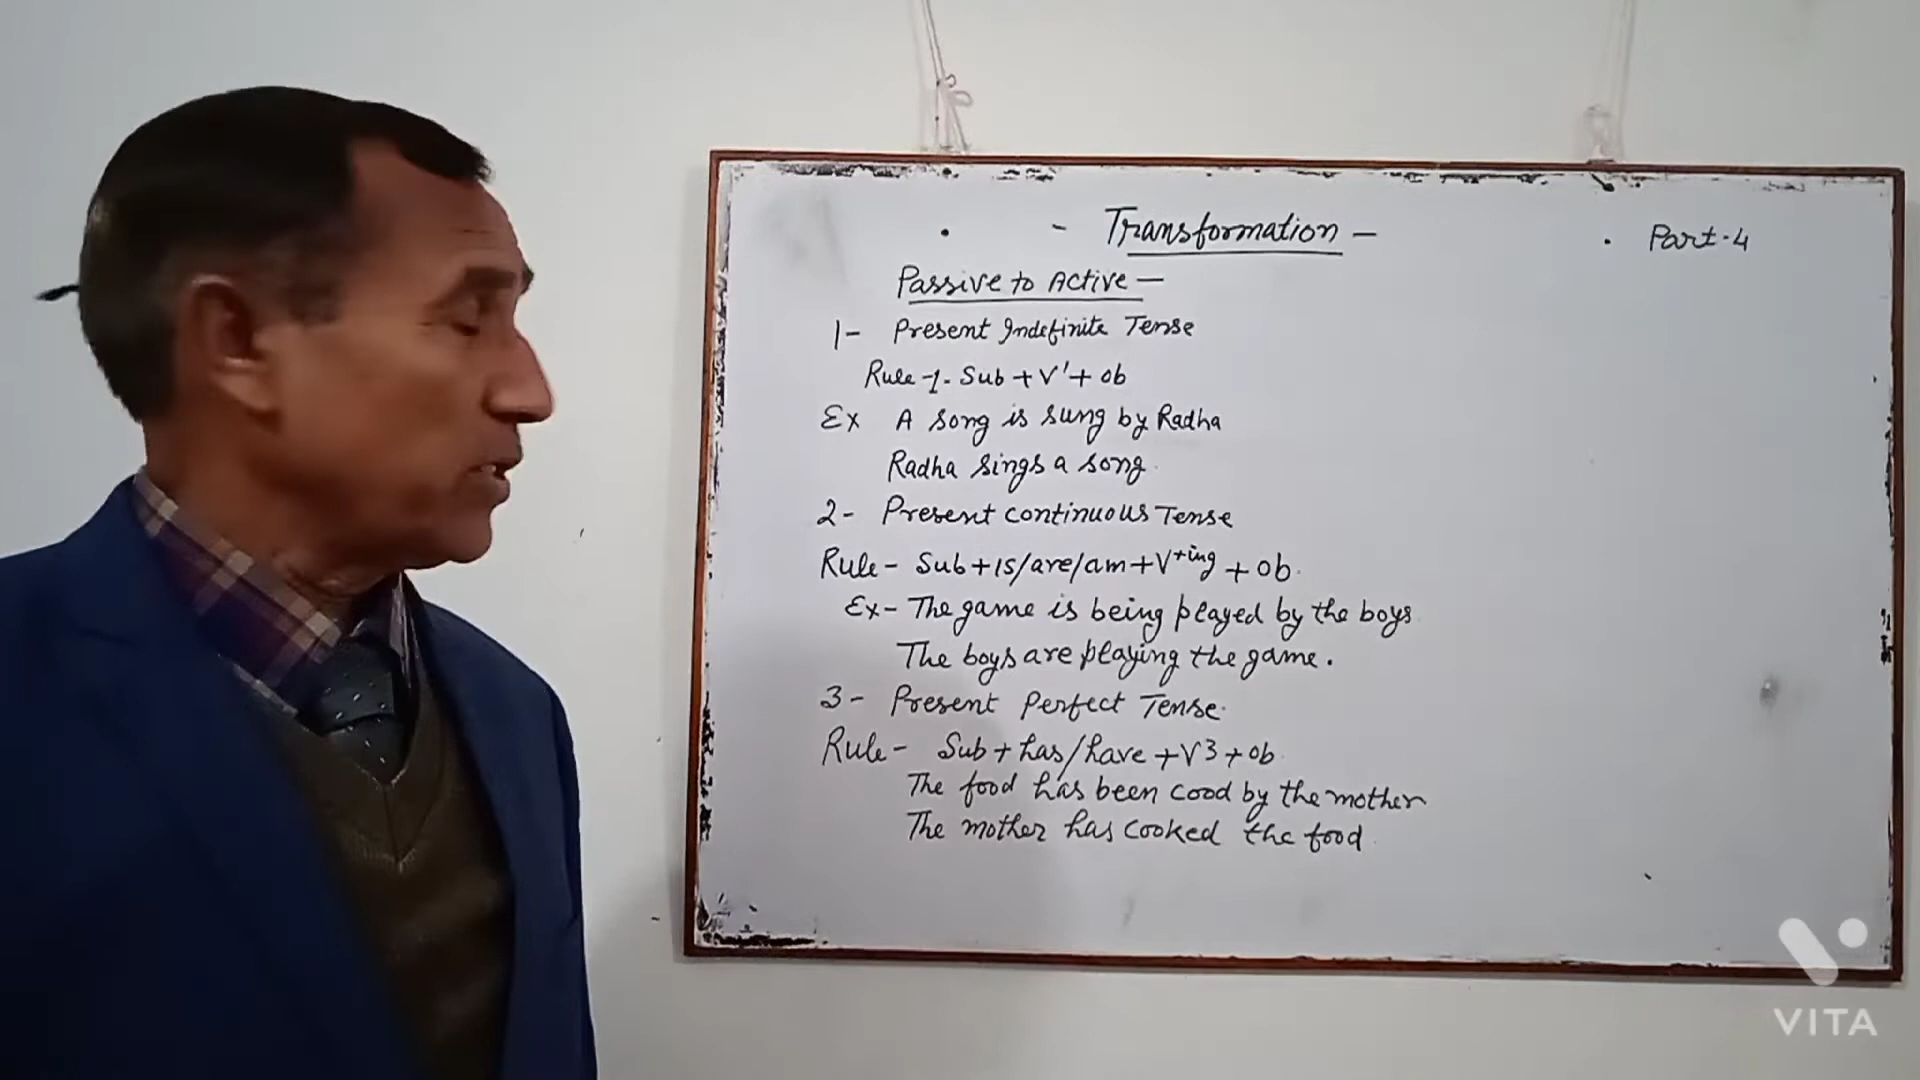 - Transformation -
Part-4
Passive to Active -
1- Present Indefinite Tense
Rule-1- Sub + V' + Ob
Ex A song is sung by Radha
Radha sings a song.
2- Present continuous Tense
Rule- Sub+is/are/am+V+ing + Ob.
Ex- The game is being played by the boys.
The boys are playing the game.
3- Present Perfect Tense.
Rule- Sub + has/have + V3 + ob.
The food has been cood by the mother
The mother has cooked the food.
VITA